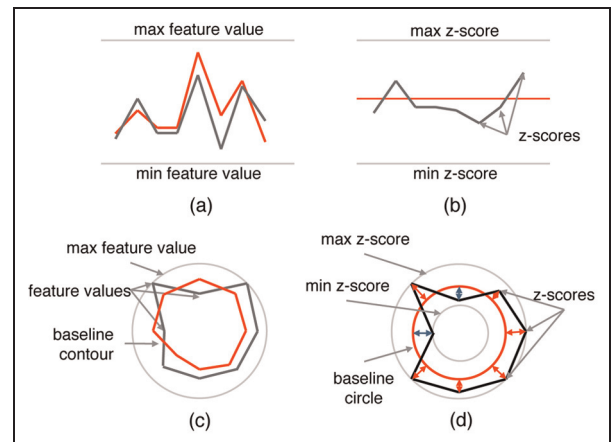 max feature value
min feature value
(a)
max z-score
z-scores
min z-score
(b)
max feature value
feature values
baseline
contour
(c)
max z-score
min z-score
z-scores
baseline
circle
(d)